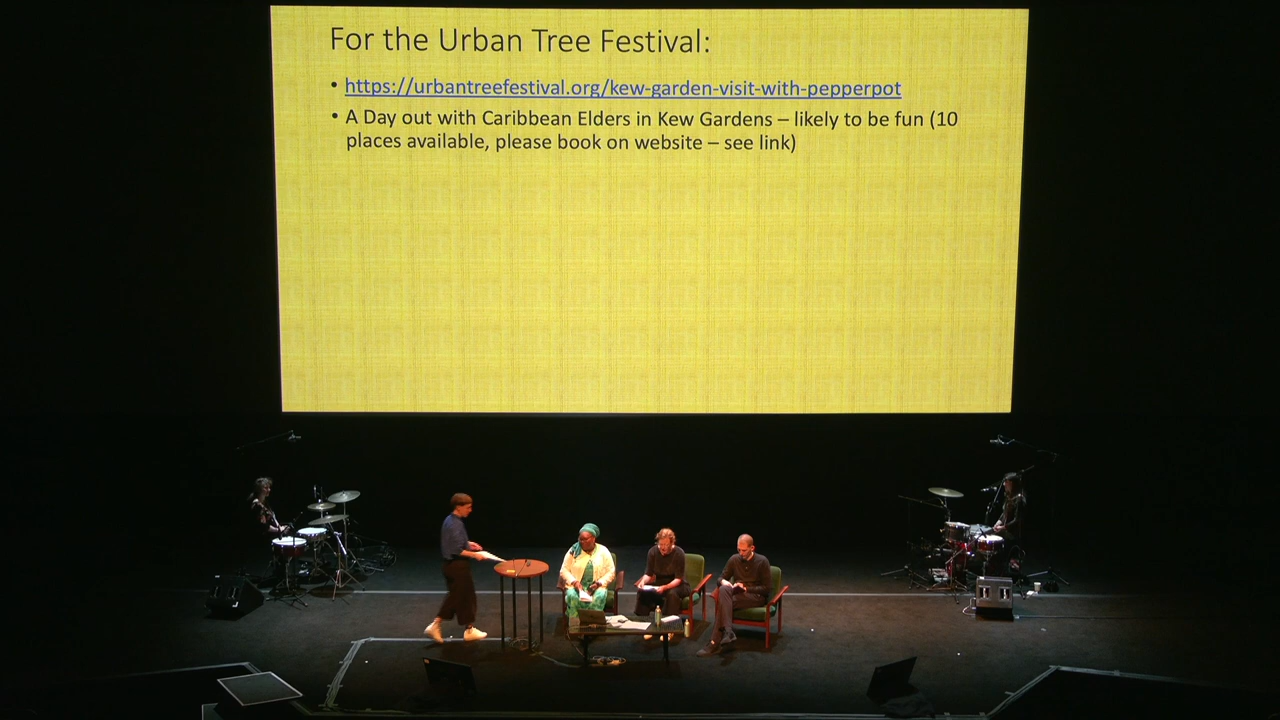 For the Urban Tree Festival:
• https://urbantreefestival.org/kew-garden-visit-with-pepperpot
• A Day out with Caribbean Elders in Kew Gardens – likely to be fun (10
places available, please book on website – see link)